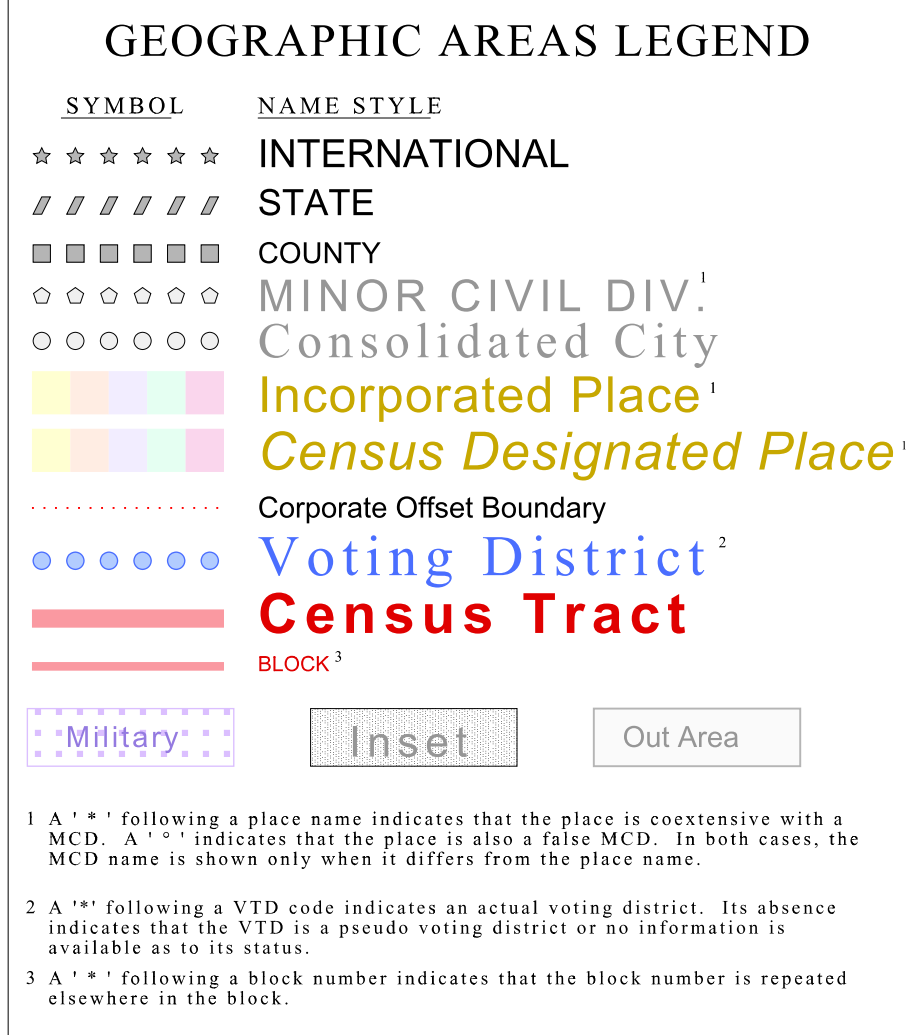 GEOGRAPHIC AREAS LEGEND
SYMBOL NAME STYLE
INTERNATIONAL
STATE
COUNTY
MINOR CIVIL DIV.1
Consolidated City
Incorporated Place 1
Census Designated Place 1
Corporate Offset Boundary
Voting District 2
Census Tract
BLOCK 3
Military Inset Out Area
1 A ' * ' following a place name indicates that the place is coextensive with a
MCD. A ' ° ' indicates that the place is also a false MCD. In both cases, the
MCD name is shown only when it differs from the place name.
2 A '*' following a VTD code indicates an actual voting district. Its absence
indicates that the VTD is a pseudo voting district or no information is
available as to its status.
3 A ' * ' following a block number indicates that the block number is repeated
elsewhere in the block.